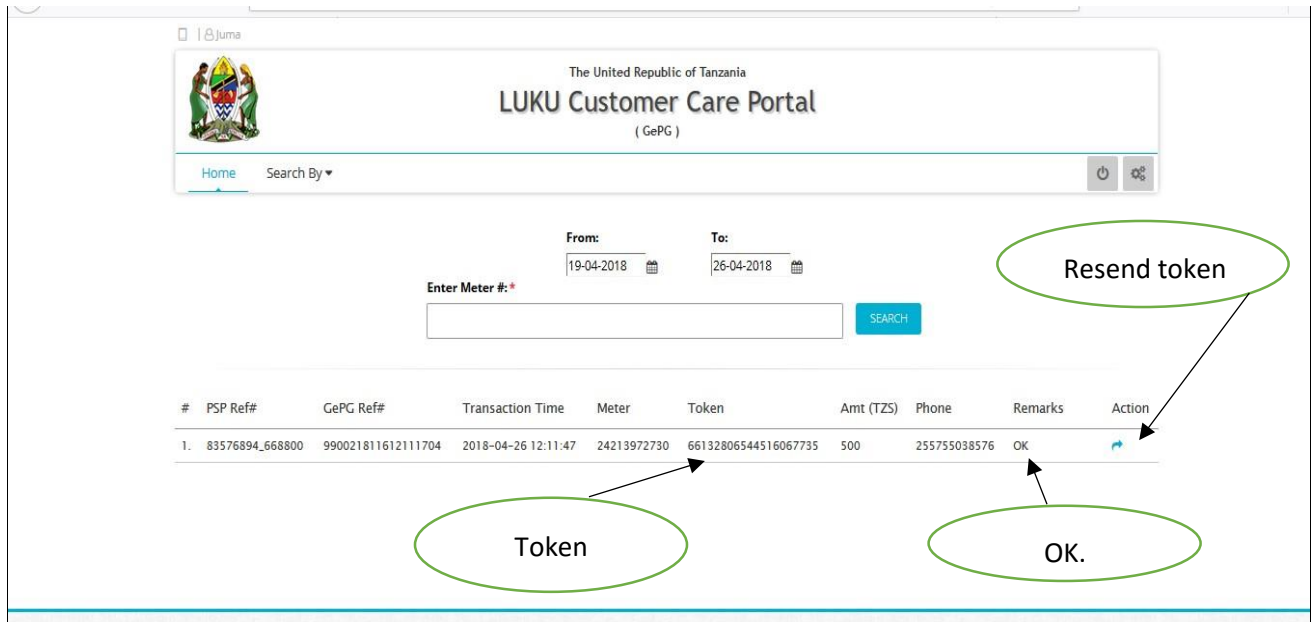 Juma
The United Republic of Tanzania
LUKU Customer Care Portal
( GePG )
Home Search By
From: To:
19-04-2018 26-04-2018
Resend token
Enter Meter #:*
SEARCH
# PSP Ref# GePG Ref# Transaction Time Meter Token Amt (TZS) Phone Remarks Action
1. 83576894_668800 990021811612111704 2018-04-26 12:11:47 24213972730 66132806544516067735 500 255755038576 OK
Token
OK.